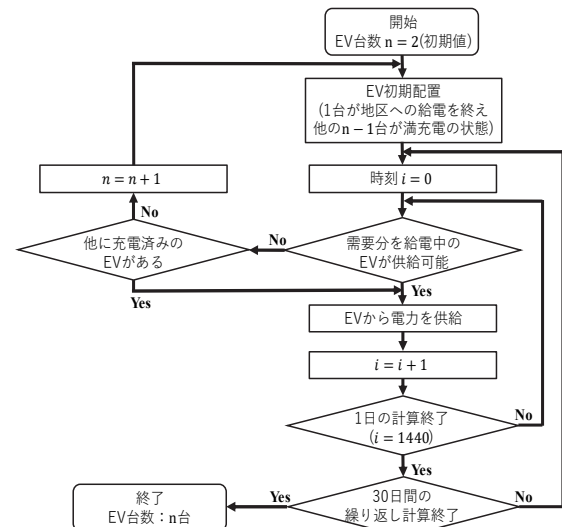 開始
EV台数 n = 2(初期値)
EV初期配置
(1台が地区への給電を終え
他のn − 1台が満充電の状態)
n = n + 1
時刻 i = 0
No
他に充電済みの
EVがある
No
需要分を給電中の
EVが供給可能
Yes
Yes
EVから電力を供給
i = i + 1
1日の計算終了
(i = 1440)
No
Yes
終了
EV台数：n台
Yes
30日間の
繰り返し計算終了
No